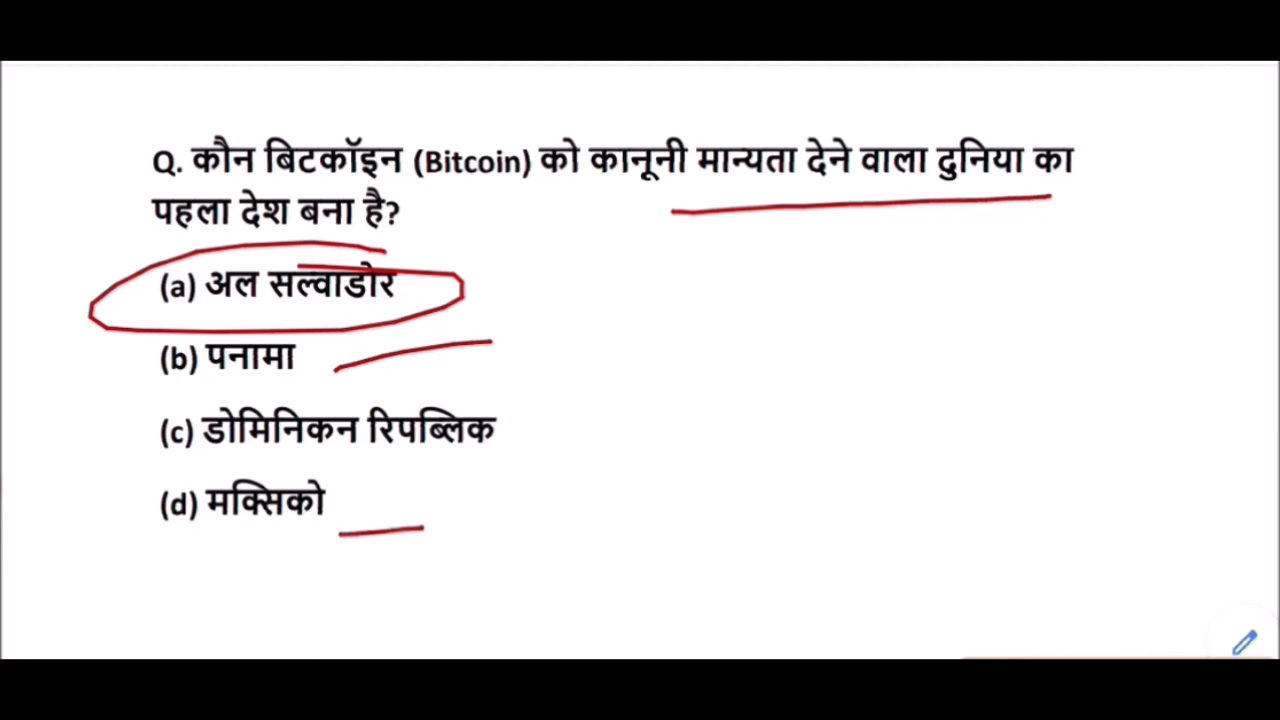 Q. कौन बिटकॉइन (Bitcoin) को कानूनी मान्यता देने वाला दुनिया का
पहला देश बना है?
(a) अल सल्वाडोर
(b) पनामा
(c) डोमिनिकन रिपब्लिक
(d) मक्सिको